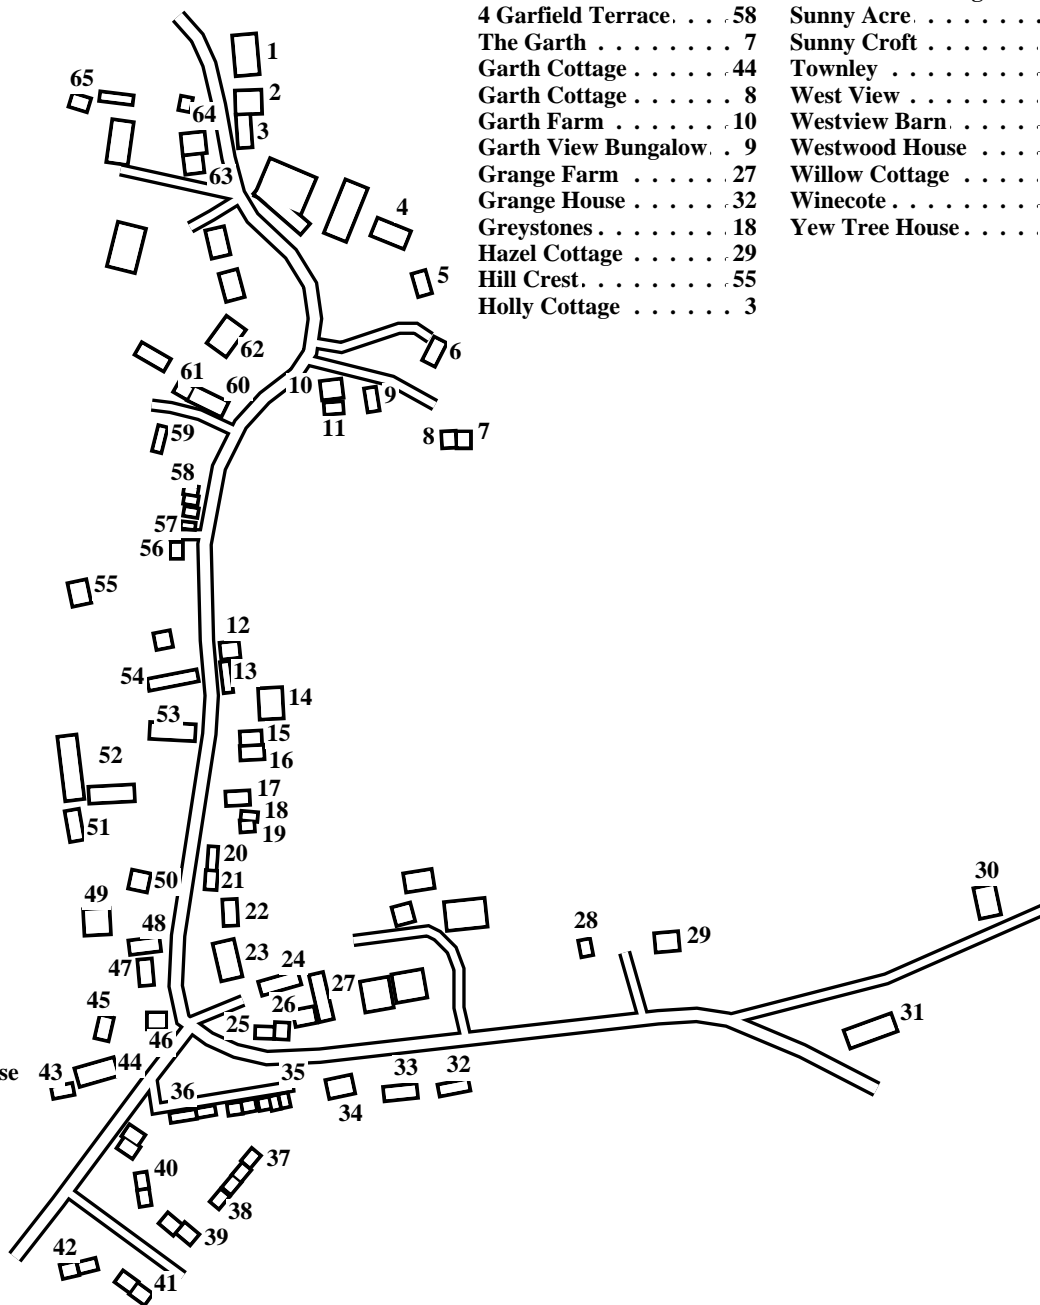 4 Garfield Terrace . . . . 58
The Garth . . . . . . . . 7
Garth Cottage . . . . . . 44
Garth Cottage . . . . . . 8
Garth Farm . . . . . . . 10
Garth View Bungalow . . 9
Grange Farm . . . . . . . 27
Grange House . . . . . . 32
Greystones . . . . . . . . 18
Hazel Cottage . . . . . . 29
Hill Crest . . . . . . . . . 55
Holly Cottage . . . . . . 3
Sunny Acre . . . . . . .
Sunny Croft . . . . . . .
Townley . . . . . . . . .
West View . . . . . . . .
Westview Barn . . . . . .
Westwood House . . . .
Willow Cottage . . . . .
Winecote . . . . . . . . .
Yew Tree House . . . . .
1
65
2
64
3
63
4
5
62
6
61
60
10
9
11
59
8
7
58
57
56
55
12
13
54
14
53
15
52
16
17
18
51
19
20
50
21
49
22
48
30
28
29
47
23
24
45
26
27
46
25
31
se
43
44
35
33
32
36
34
37
40
38
39
42
41